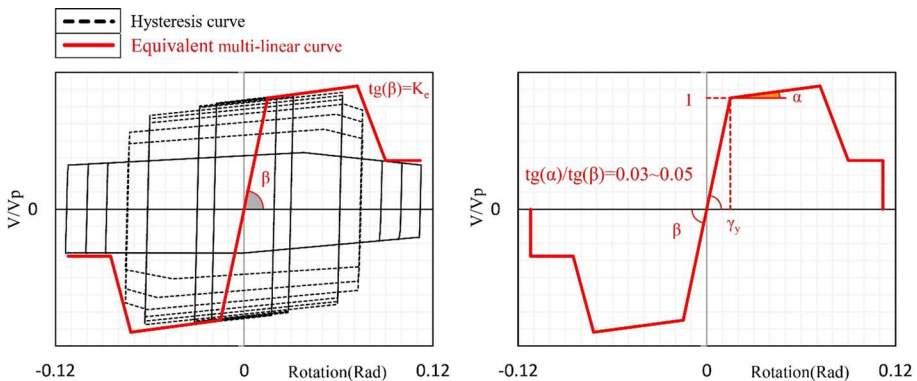 Hysteresis curve
Equivalent multi-linear curve
tg(β)=Ke
β
V/Vp
0
-0.12
0
Rotation(Rad)
0.12
1
α
tg(α)/tg(β)=0.03~0.05
V/Vp
0
β
γy
-0.12
0
Rotation(Rad)
0.12